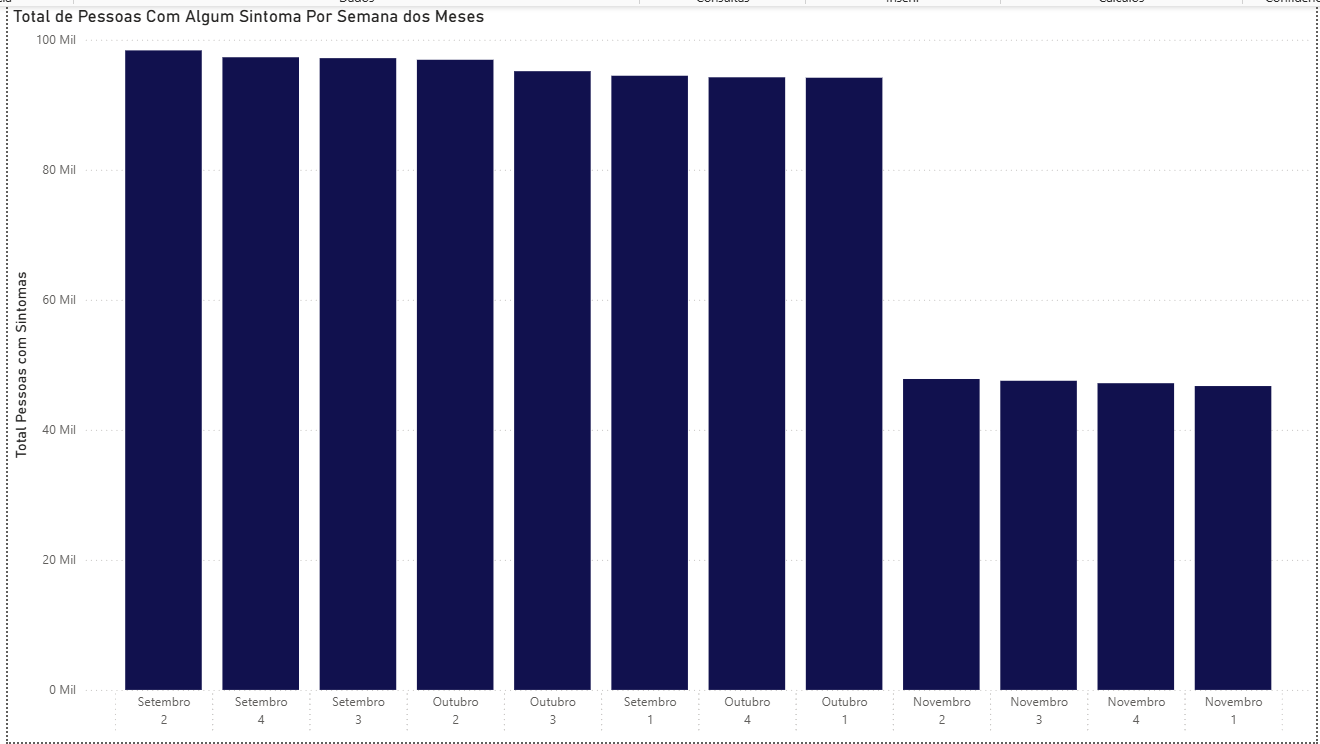 Total de Pessoas Com Algum Sintoma Por Semana dos Meses
100 Mil
80 Mil
60 Mil
40 Mil
20 Mil
0 Mil
Total Pessoas com Sintomas
Setembro Setembro Setembro Outubro Outubro Setembro Outubro Outubro Novembro Novembro Novembro Novembro
2 4 3 2 3 1 4 1 2 3 4 1